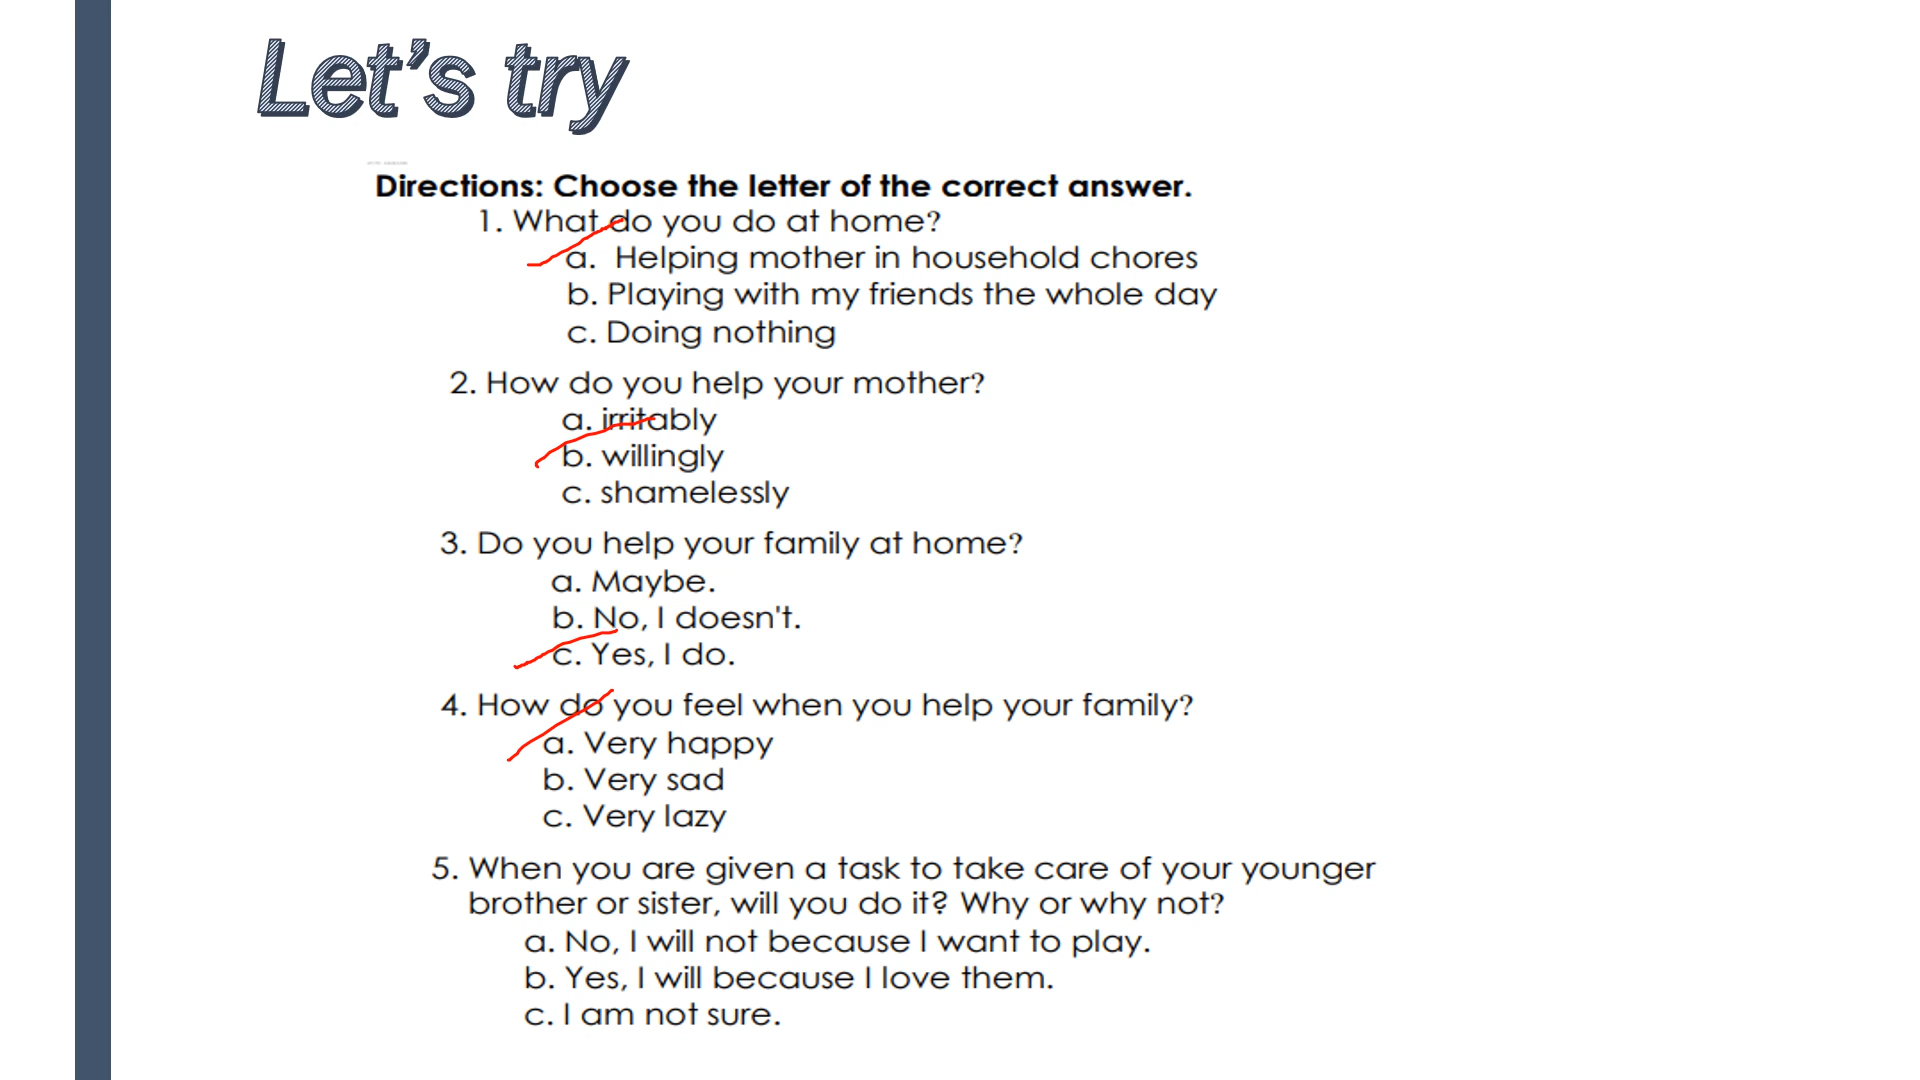 Let's try
Directions: Choose the letter of the correct answer.
1. What do you do at home?
a. Helping mother in household chores
b. Playing with my friends the whole day
c. Doing nothing
2. How do you help your mother?
a. irritably
b. willingly
c. shamelessly
3. Do you help your family at home?
a. Maybe.
b. No, I doesn't.
c. Yes, I do.
4. How do you feel when you help your family?
a. Very happy
b. Very sad
c. Very lazy
5. When you are given a task to take care of your younger
brother or sister, will you do it? Why or why not?
a. No, I will not because I want to play.
b. Yes, I will because I love them.
c. I am not sure.